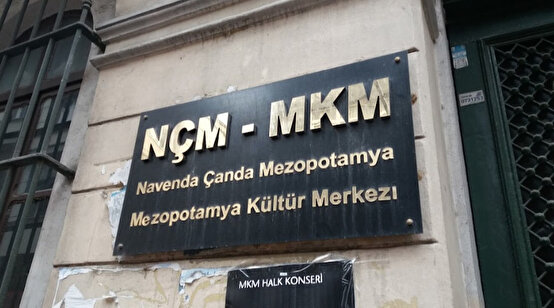 NÇM - MKM
Navenda Çanda Mezopotamya
Mezopotamya Kültür Merkezi
MKM HALK KONSERİ